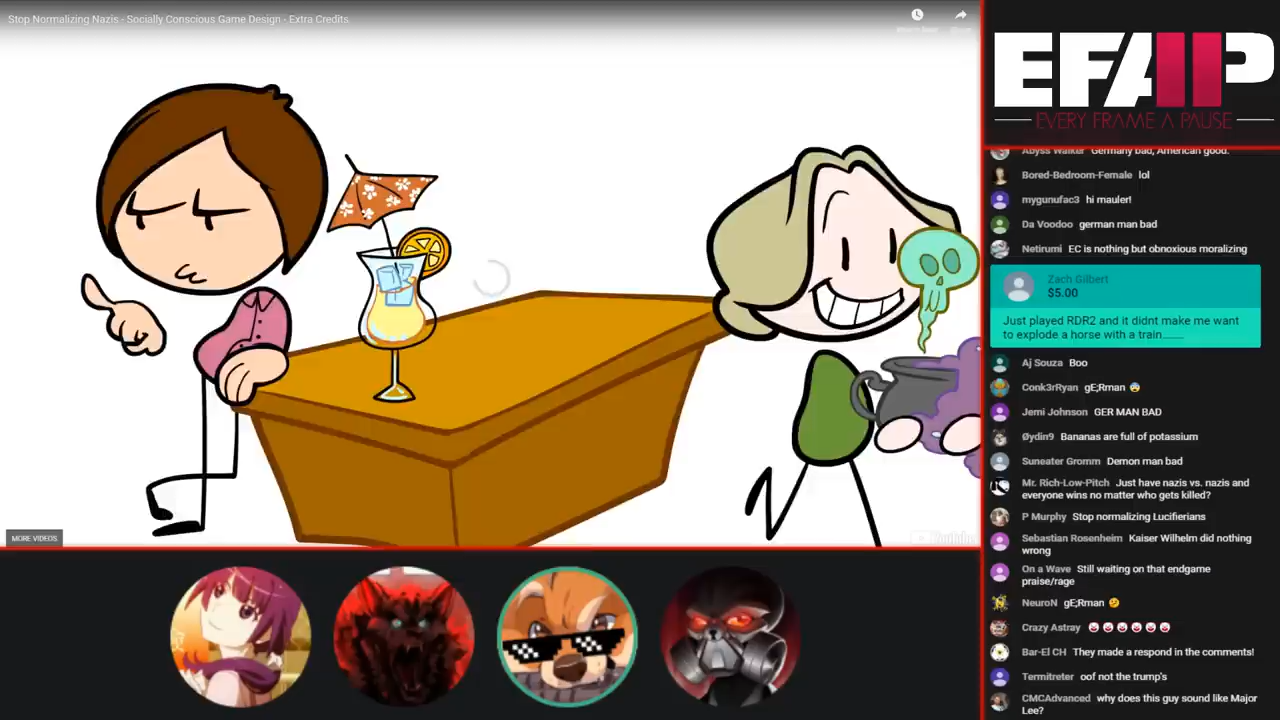 Stop Normalizing Nazis - Socially Conscious Game Design - Extra Credits
EFAP
EVERY FRAME A PAUSE
Abyss Walker Germany bad, American good.
Bored-Bedroom-Female lol
mygunufac3 hi mauler!
Da Voodoo german man bad
Netirumi EC is nothing but obnoxious moralizing
Zach Gilbert
$5.00
Just played RDR2 and it didnt make me want
to explode a horse with a train......
Aj Souza Boo
Conk3rRyan gE;Rman 😨
Jemi Johnson GER MAN BAD
Øydin9 Bananas are full of potassium
Suneater Gromm Demon man bad
Mr. Rich-Low-Pitch Just have nazis vs. nazis and
everyone wins no matter who gets killed?
P Murphy Stop normalizing Lucifierians
Sebastian Rosenheim Kaiser Wilhelm did nothing
wrong
On a Wave Still waiting on that endgame
praise/rage
NeuroN gE;Rman 🤔
Crazy Astray 🤡🤡🤡🤡🤡🤡
Bar-El CH They made a respond in the comments!
Termitreter oof not the trump's
CMCAdvanced why does this guy sound like Major
Lee?
MORE VIDEOS
YouTube